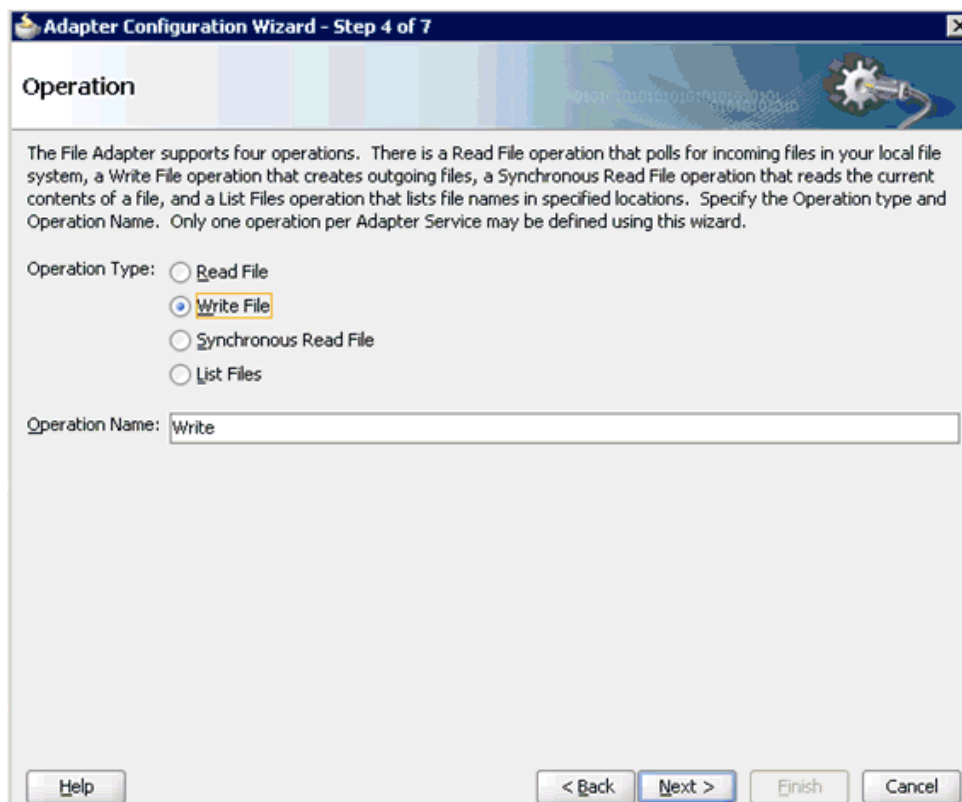 Adapter Configuration Wizard - Step 4 of 7
Operation
The File Adapter supports four operations.  There is a Read File operation that polls for incoming files in your local file
system, a Write File operation that creates outgoing files, a Synchronous Read File operation that reads the current
contents of a file, and a List Files operation that lists file names in specified locations.  Specify the Operation type and
Operation Name.  Only one operation per Adapter Service may be defined using this wizard.
Operation Type: Read File
Write File
Synchronous Read File
List Files
Operation Name: Write
Help < Back Next > Finish Cancel